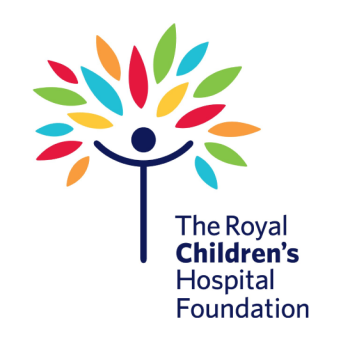 The Royal
Children's
Hospital
Foundation